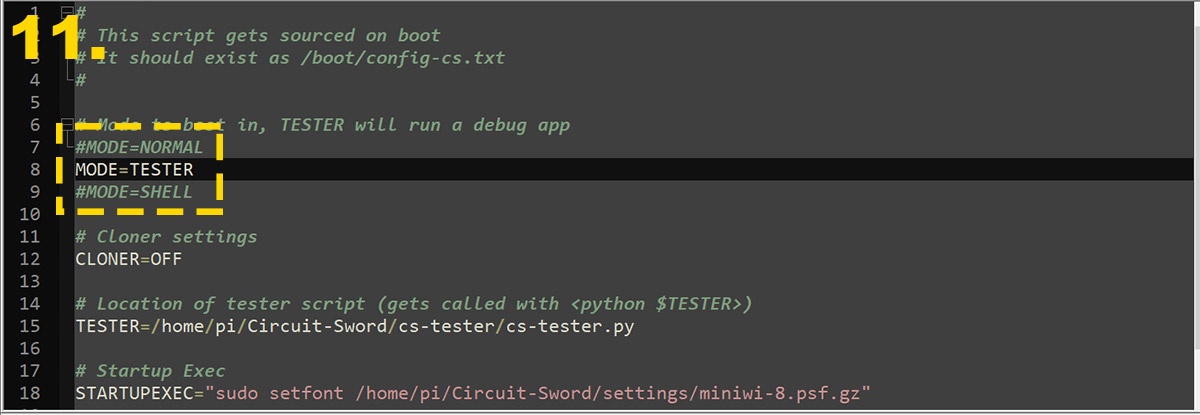 11.
1 #
2 # This script gets sourced on boot
3 # It should exist as /boot/config-cs.txt
4 #
5
6 # Mode to boot in, TESTER will run a debug app
7 #MODE=NORMAL
8 MODE=TESTER
9 #MODE=SHELL
10
11 # Cloner settings
12 CLONER=OFF
13
14 # Location of tester script (gets called with <python $TESTER>)
15 TESTER=/home/pi/Circuit-Sword/cs-tester/cs-tester.py
16
17 # Startup Exec
18 STARTUPEXEC="sudo setfont /home/pi/Circuit-Sword/settings/miniwi-8.psf.gz"